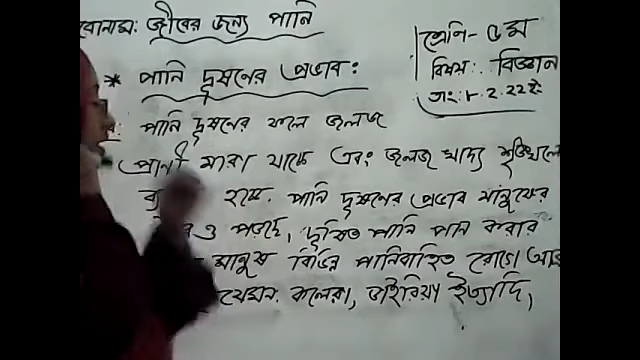 জীবের জন্য পানি
শ্রেণি- ৫ম
বিষয়:. বিজ্ঞান
তাং:৮.২.২২ইং
* পানি দূষণের প্রভাব:
পানি দূষণের ফলে জলজ
প্রাণী মারা যাচ্ছে এবং জলজ খাদ্য শৃঙ্খলে
হচ্ছে. পানি দূষণের প্রভাব মানুষের
ও পড়ছে, দূষিত পানি পান করার
মানুষ বিভিন্ন পানিবাহিত রোগে
যেমন: কলেরা, ডাইরিয়া ইত্যাদি,